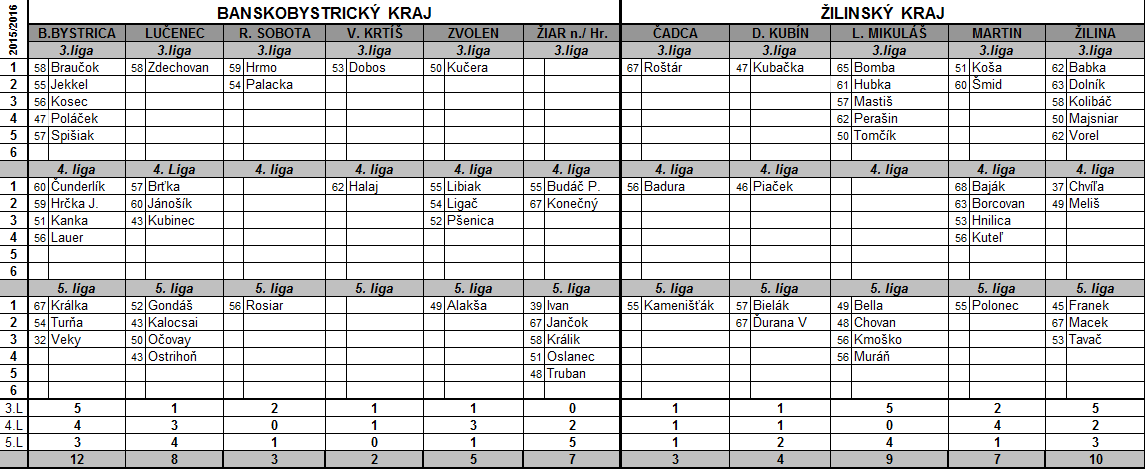 2015/2016 BANSKOBYSTRICKÝ KRAJ ŽILINSKÝ KRAJ
B.BYSTRICA LUČENEC R. SOBOTA V. KRTÍŠ ZVOLEN ŽIAR n./ Hr. ČADCA D. KUBÍN L. MIKULÁŠ MARTIN ŽILINA
3.liga 3.liga 3.liga 3.liga 3.liga 3.liga 3.liga 3.liga 3.liga 3.liga 3.liga
1 58 Braučok 58 Zdechovan 59 Hrmo 53 Dobos 50 Kučera 67 Roštár 47 Kubačka 65 Bomba 51 Koša 62 Babka
2 55 Jekkel 54 Palacka 61 Hubka 60 Šmid 63 Dolník
3 56 Kosec 57 Mastiš 58 Kolibáč
4 47 Poláček 62 Perašin 50 Majsniar
5 57 Spišiak 50 Tomčík 62 Vorel
6
4. liga 4. Liga 4. liga 4. liga 4. liga 4. liga 4. liga 4. liga 4. liga 4. liga 4. liga
1 60 Čunderlík 57 Brťka 62 Halaj 55 Libiak 55 Budáč P. 56 Badura 46 Piaček 68 Baják 37 Chvíľa
2 59 Hrčka J. 60 Jánošík 54 Ligač 67 Konečný 63 Borcovan 49 Meliš
3 51 Kanka 43 Kubinec 52 Pšenica 53 Hnilica
4 56 Lauer 56 Kuteľ
5
6
5. liga 5. liga 5. liga 5. liga 5. liga 5. liga 5. liga 5. liga 5. liga 5. liga 5. liga
1 67 Králka 52 Gondáš 56 Rosiar 49 Alakša 39 Ivan 55 Kamenišťák 57 Bielák 49 Bella 55 Polonec 45 Franek
2 54 Turňa 43 Kalocsai 67 Jančok 67 Ďurana V 48 Chovan 67 Macek
3 32 Veky 50 Očovay 58 Králik 56 Kmoško 53 Tavač
4 43 Ostrihoň 51 Oslanec 56 Muráň
5 48 Truban
6
3.L 5 1 2 1 1 0 1 1 5 2 5
4.L 4 3 0 1 3 2 1 1 0 4 2
5.L 3 4 1 0 1 5 1 2 4 1 3
12 8 3 2 5 7 3 4 9 7 10